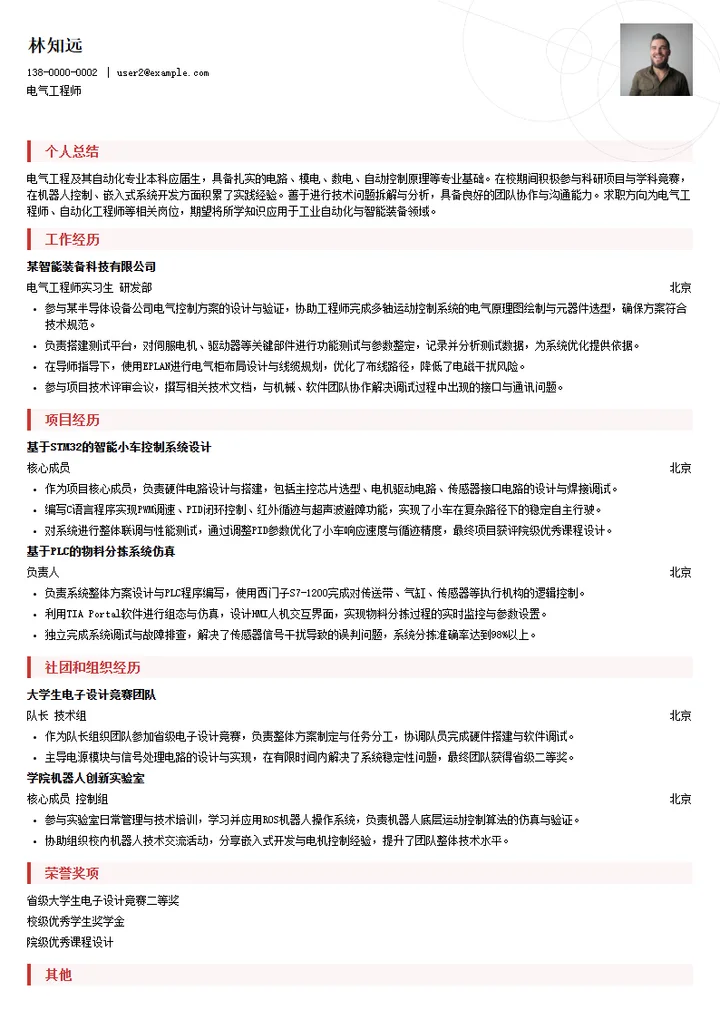 林知远
138-0000-0002 | user2@example.com
电气工程师
个人总结
电气工程及其自动化专业本科应届生，具备扎实的电路、模电、数电、自动控制原理等专业基础。在校期间积极参与科研项目与学科竞赛，
在机器人控制、嵌入式系统开发方面积累了实践经验。善于进行技术问题拆解与分析，具备良好的团队协作与沟通能力。求职方向为电气工
程师、自动化工程师等相关岗位，期望将所学知识应用于工业自动化与智能装备领域。
工作经历
某智能装备科技有限公司
电气工程师实习生 研发部 北京
• 参与某半导体设备公司电气控制方案的设计与验证，协助工程师完成多轴运动控制系统的电气原理图绘制与元器件选型，确保方案符合
技术规范。
• 负责搭建测试平台，对伺服电机、驱动器等关键部件进行功能测试与参数整定，记录并分析测试数据，为系统优化提供依据。
• 在导师指导下，使用EPLAN进行电气柜布局设计与线缆规划，优化了布线路径，降低了电磁干扰风险。
• 参与项目技术评审会议，撰写相关技术文档，与机械、软件团队协作解决调试过程中出现的接口与通讯问题。
项目经历
基于STM32的智能小车控制系统设计
核心成员 北京
• 作为项目核心成员，负责硬件电路设计与搭建，包括主控芯片选型、电机驱动电路、传感器接口电路的设计与焊接调试。
• 编写C语言程序实现PWM调速、PID闭环控制、红外循迹与超声波避障功能，实现了小车在复杂路径下的稳定自主行驶。
• 对系统进行整体联调与性能测试，通过调整PID参数优化了小车响应速度与循迹精度，最终项目获评院级优秀课程设计。
基于PLC的物料分拣系统仿真
负责人 北京
• 负责系统整体方案设计与PLC程序编写，使用西门子S7-1200完成对传送带、气缸、传感器等执行机构的逻辑控制。
• 利用TIA Portal软件进行组态与仿真，设计HMI人机交互界面，实现物料分拣过程的实时监控与参数设置。
• 独立完成系统调试与故障排查，解决了传感器信号干扰导致的误判问题，系统分拣准确率达到98%以上。
社团和组织经历
大学生电子设计竞赛团队
队长 技术组 北京
• 作为队长组织团队参加省级电子设计竞赛，负责整体方案制定与任务分工，协调队员完成硬件搭建与软件调试。
• 主导电源模块与信号处理电路的设计与实现，在有限时间内解决了系统稳定性问题，最终团队获得省级二等奖。
学院机器人创新实验室
核心成员 控制组 北京
• 参与实验室日常管理与技术培训，学习并应用ROS机器人操作系统，负责机器人底层运动控制算法的仿真与验证。
• 协助组织校内机器人技术交流活动，分享嵌入式开发与电机控制经验，提升了团队整体技术水平。
荣誉奖项
省级大学生电子设计竞赛二等奖
校级优秀学生奖学金
院级优秀课程设计
其他